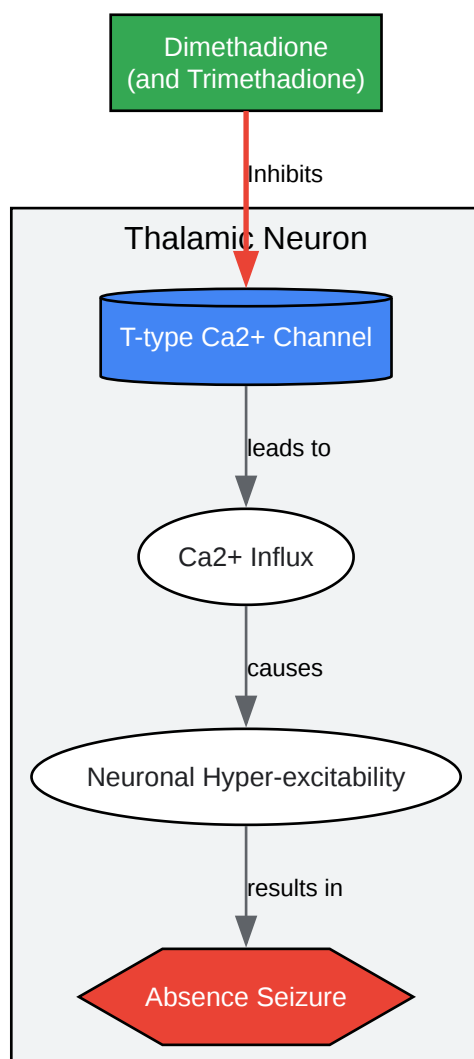 Dimethadione
(and Trimethadione)
Inhibits
Thalamic Neuron
T-type Ca2+ Channel
leads to
Ca2+ Influx
causes
Neuronal Hyper-excitability
results in
Absence Seizure